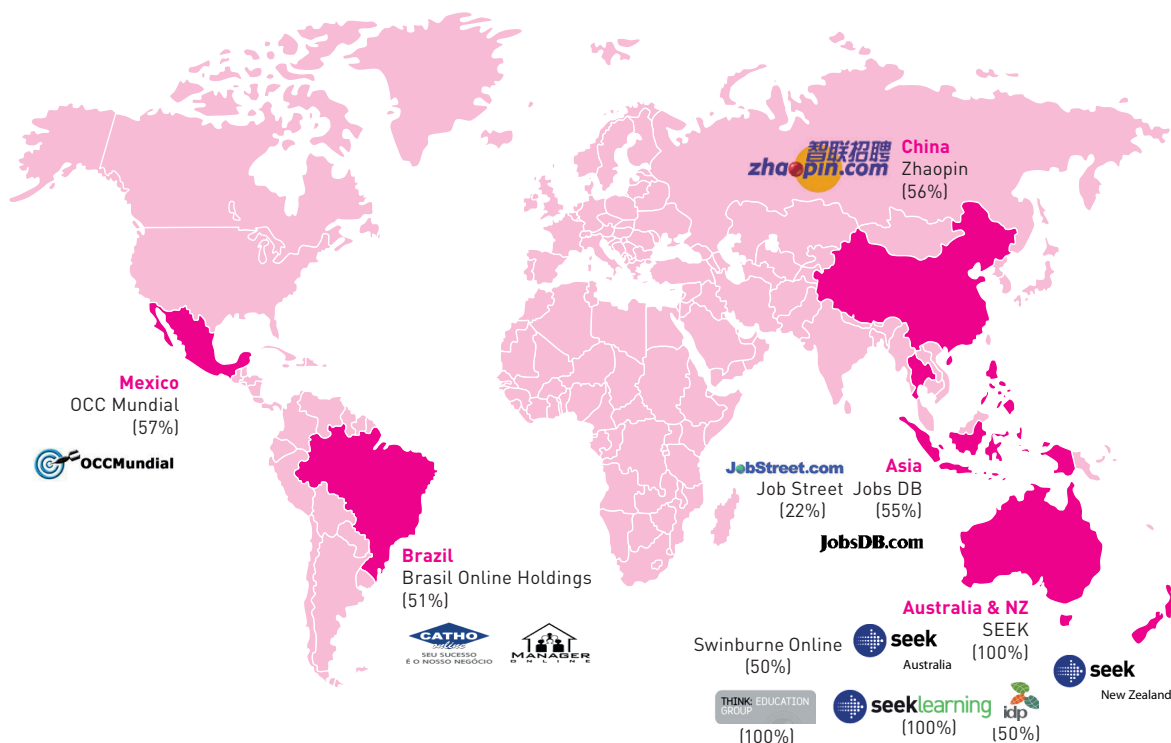 智联招聘
zhaopin.com
China
Zhaopin
(56%)
Mexico
OCC Mundial
(57%)
OCCMundial
JobStreet.com
Job Street
(22%)
Asia
Jobs DB
(55%)
JobsDB.com
Brazil
Brasil Online Holdings
(51%)
CATHO
online
SEU SUCESSO
É O NOSSO NEGÓCIO
MANAGER
ONLINE
Australia & NZ
SEEK
(100%)
Swinburne Online
(50%)
seek
Australia
seek
New Zealand
THINK: EDUCATION
GROUP
(100%)
seeklearning
(100%)
idp
(50%)